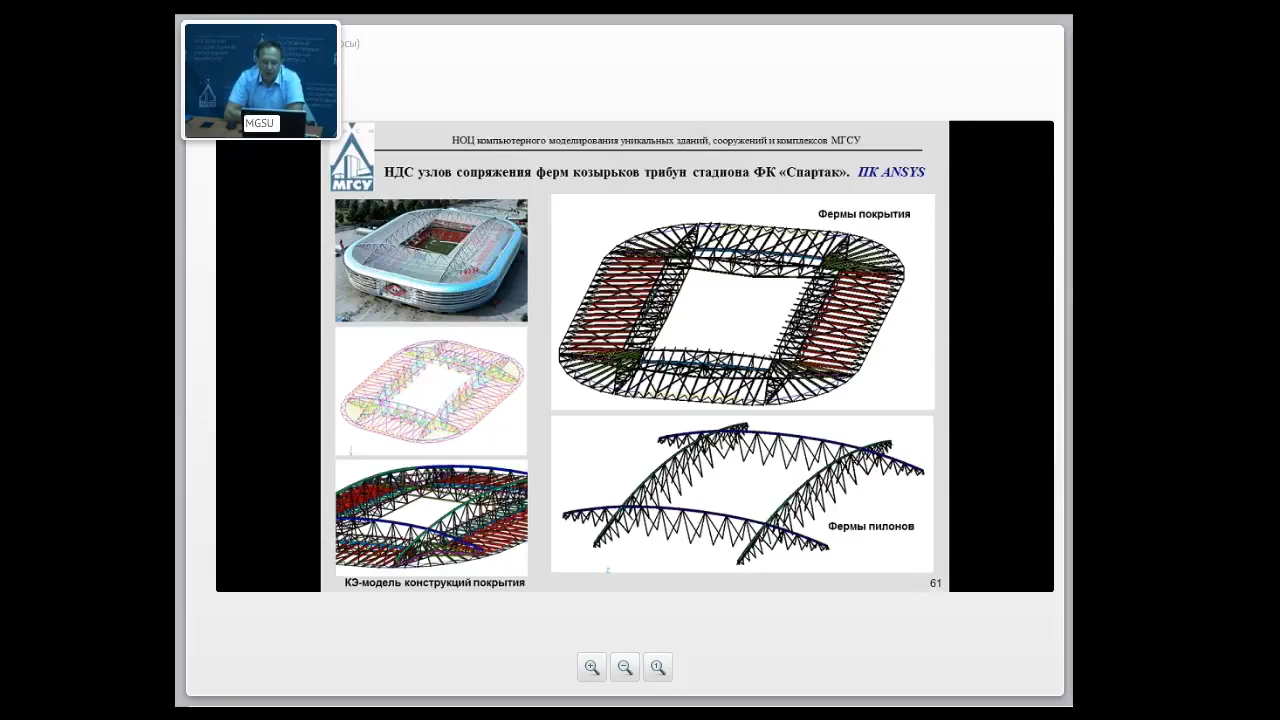 осы)
MGSU
НОЦ компьютерного моделирования уникальных зданий, сооружений и комплексов МГСУ
МГСУ
НДС узлов сопряжения ферм козырьков трибун стадиона ФК «Спартак». ПК ANSYS
Фермы покрытия
Фермы пилонов
КЭ-модель конструкций покрытия
61